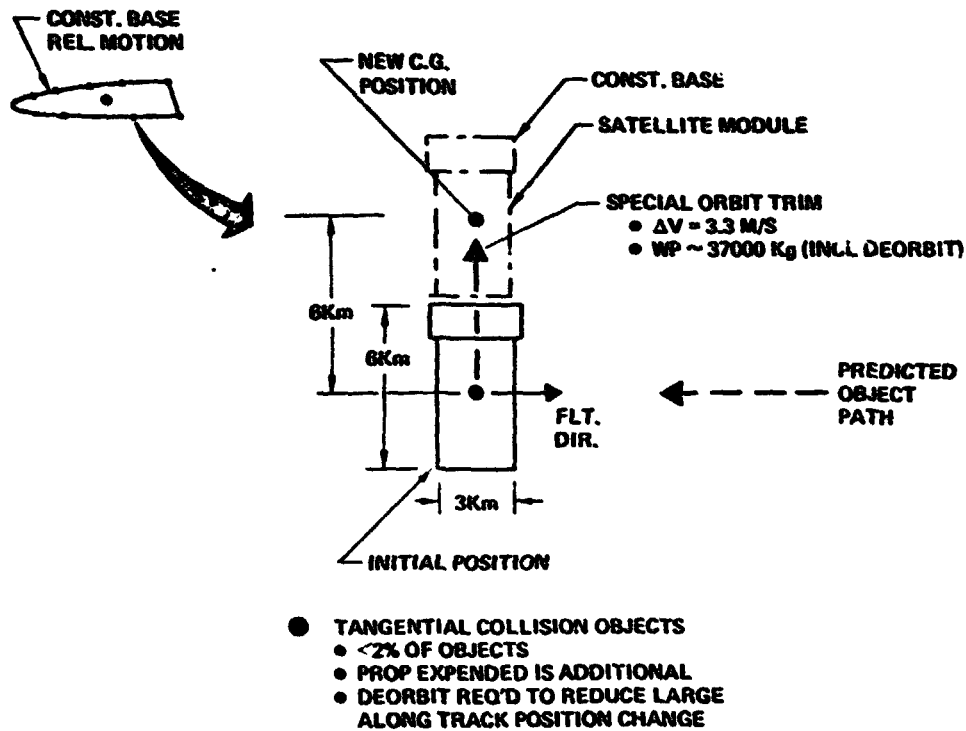 CONST. BASE
REL. MOTION
NEW C.G.
POSITION
CONST. BASE
SATELLITE MODULE
SPECIAL ORBIT TRIM
● ΔV = 3.3 M/S
● WP ~ 37000 Kg (INCL DEORBIT)
6Km
6Km
PREDICTED
OBJECT
PATH
FLT.
DIR.
3Km
INITIAL POSITION
● TANGENTIAL COLLISION OBJECTS
● <2% OF OBJECTS
● PROP EXPENDED IS ADDITIONAL
● DEORBIT REQ'D TO REDUCE LARGE
ALONG TRACK POSITION CHANGE